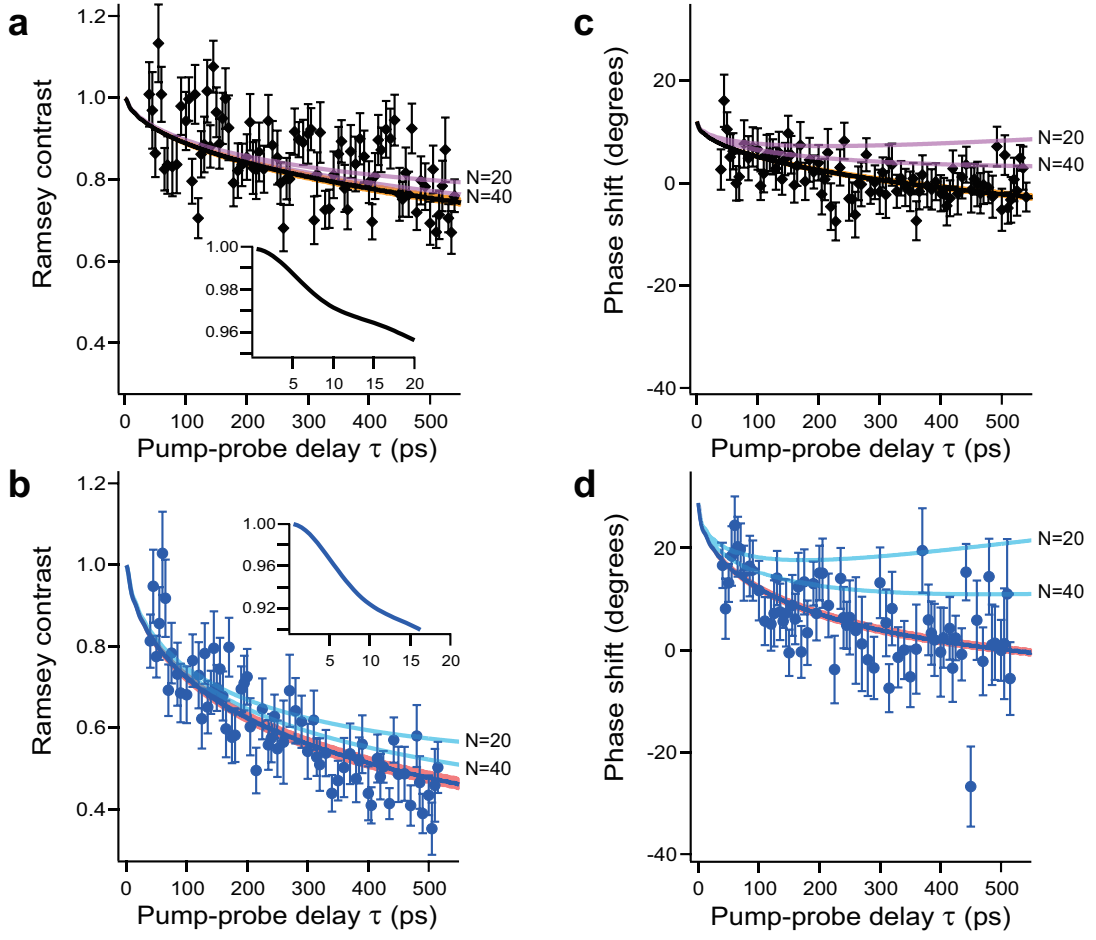 a
Ramsey contrast
1.2
1.0
0.8
0.6
0.4
N=20
N=40
1.00
0.98
0.96
5 10 15 20
0 100 200 300 400 500
Pump-probe delay τ (ps)
c
Phase shift (degrees)
20
0
-20
-40
N=20
N=40
0 100 200 300 400 500
Pump-probe delay τ (ps)
b
Ramsey contrast
1.2
1.0
0.8
0.6
0.4
1.00
0.96
0.92
5 10 15 20
N=20
N=40
0 100 200 300 400 500
Pump-probe delay τ (ps)
d
Phase shift (degrees)
20
0
-20
-40
N=20
N=40
0 100 200 300 400 500
Pump-probe delay τ (ps)